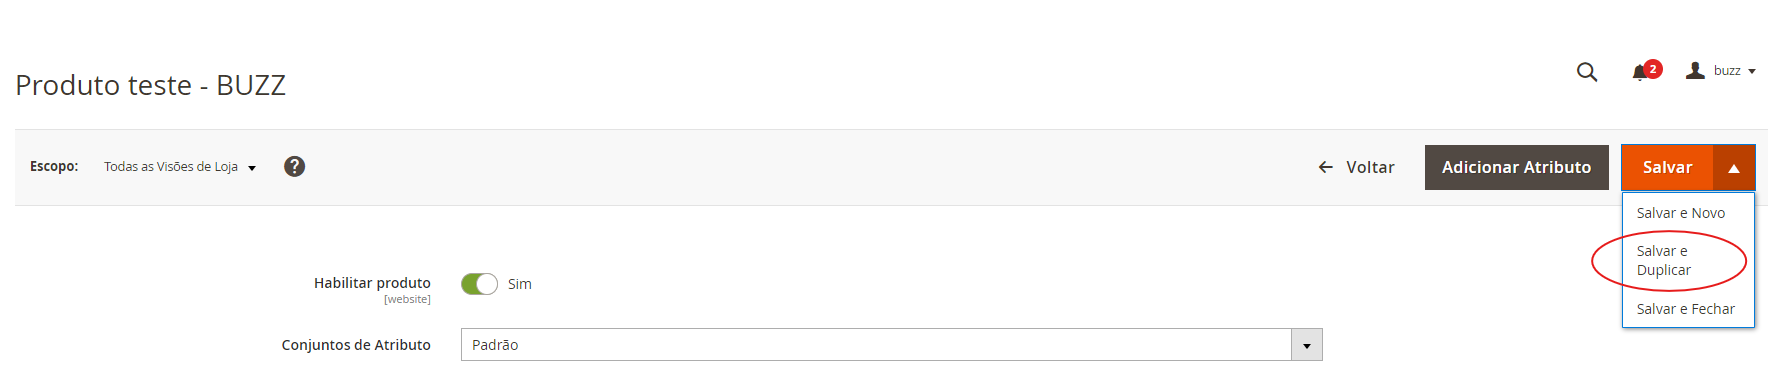 Produto teste - BUZZ
2
buzz
Escopo:
Todas as Visões de Loja
?
Voltar
Adicionar Atributo
Salvar
Salvar e Novo
Salvar e
Duplicar
Salvar e Fechar
Habilitar produto
[website]
Sim
Conjuntos de Atributo
Padrão